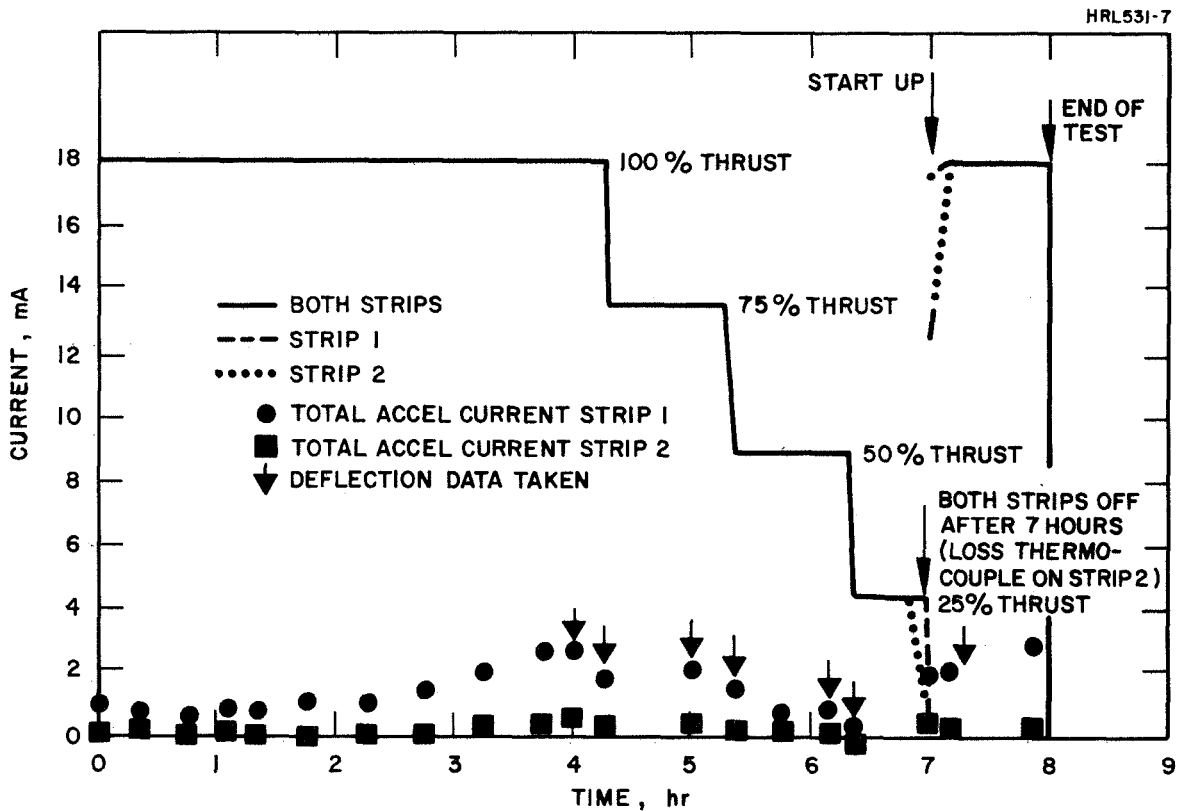 HRL531-7
START UP
END OF
TEST
100% THRUST
75% THRUST
50% THRUST
BOTH STRIPS OFF
AFTER 7 HOURS
(LOSS THERMO-
COUPLE ON STRIP 2)
25% THRUST
BOTH STRIPS
STRIP 1
STRIP 2
TOTAL ACCEL CURRENT STRIP 1
TOTAL ACCEL CURRENT STRIP 2
DEFLECTION DATA TAKEN
CURRENT, mA
18
16
14
12
10
8
6
4
2
0
0 1 2 3 4 5 6 7 8 9
TIME, hr